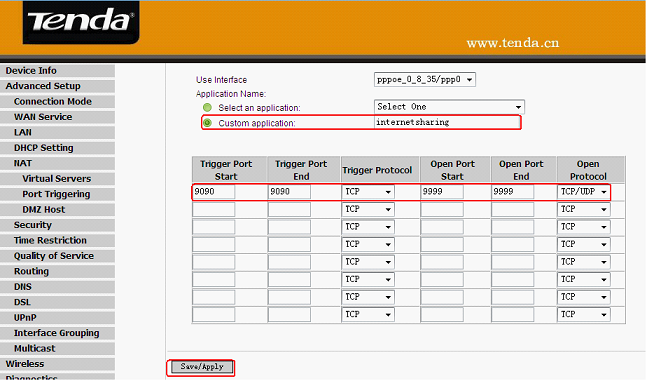 Tenda
www.tenda.cn
Device Info
Advanced Setup
Connection Mode
WAN Service
LAN
DHCP Setting
NAT
Virtual Servers
Port Triggering
DMZ Host
Security
Time Restriction
Quality of Service
Routing
DNS
DSL
UPnP
Interface Grouping
Multicast
Wireless
Diagnostics
Use Interface pppoe_0_8_35/ppp0
Application Name:
Select an application: Select One
Custom application: internetsharing
Trigger Port Start Trigger Port End Trigger Protocol Open Port Start Open Port End Open Protocol
9090 9090 TCP 9999 9999 TCP/UDP
TCP TCP
TCP TCP
TCP TCP
TCP TCP
TCP TCP
TCP TCP
TCP TCP
Save/Apply